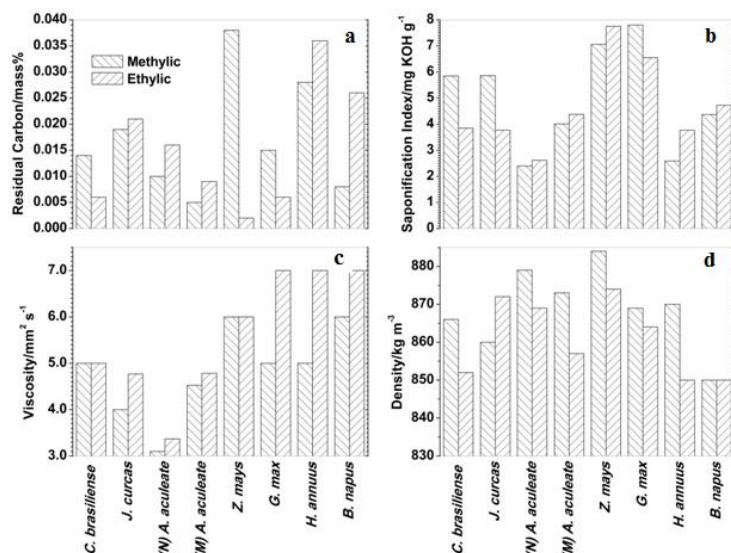 a
Methylic
Ethylic
Residual Carbon/mass%
0.040
0.035
0.030
0.025
0.020
0.015
0.010
0.005
0.000
b
Saponification Index/mg KOH g⁻¹
8
7
6
5
4
3
2
1
0
c
Viscosity/mm² s⁻¹
7.0
6.0
5.0
4.0
3.0
d
Density/kg m⁻³
880
870
860
850
840
830
C. brasiliense
J. curcas
(N) A. aculeate
(M) A. aculeate
Z. mays
G. max
H. annuus
B. napus
C. brasiliense
J. curcas
(N) A. aculeate
(M) A. aculeate
Z. mays
G. max
H. annuus
B. napus